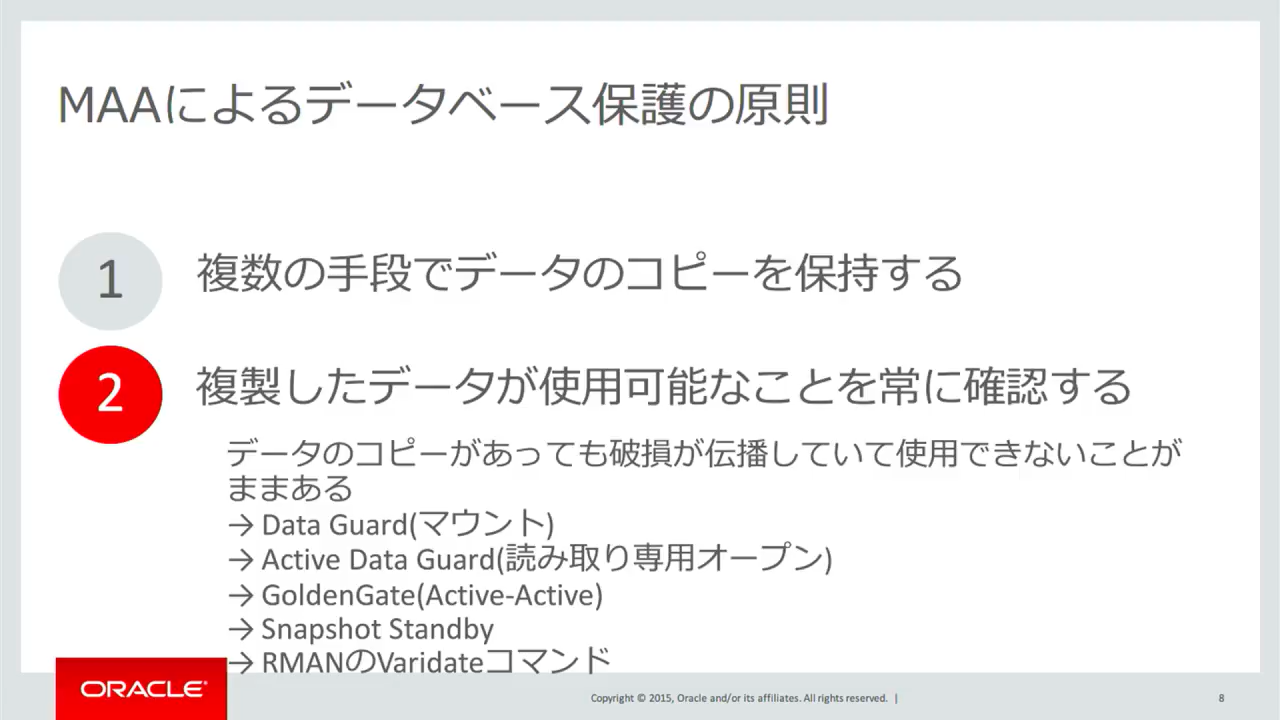 MAAによるデータベース保護の原則
1
複数の手段でデータのコピーを保持する
2
複製したデータが使用可能なことを常に確認する
データのコピーがあっても破損が伝播していて使用できないことが
ままある
→ Data Guard(マウント)
→ Active Data Guard(読み取り専用オープン)
→ GoldenGate(Active-Active)
→ Snapshot Standby
→ RMANのVaridateコマンド
ORACLE®
Copyright © 2015, Oracle and/or its affiliates. All rights reserved. |
8